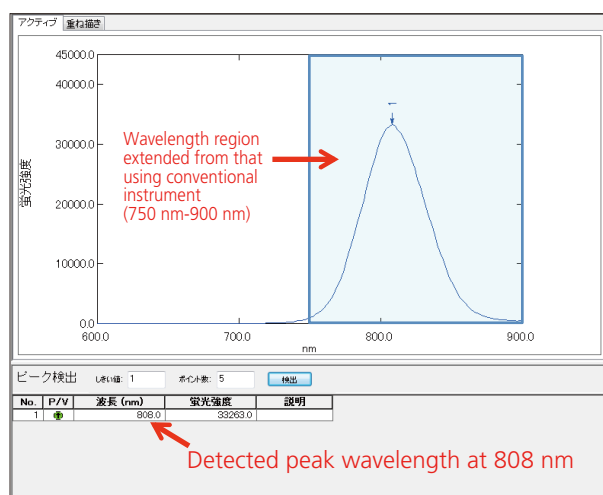 アクティブ 重ね描き
45000.0
40000.0
30000.0
20000.0
10000.0
0.0
蛍光強度
Wavelength region
extended from that
using conventional
instrument
(750 nm-900 nm)
1
600.0 700.0 800.0 900.0
nm
ピーク検出 しきい値: 1 ポイント数: 5 検出
No. P/V 波長 (nm) 蛍光強度 説明
1 808.0 33263.0
Detected peak wavelength at 808 nm